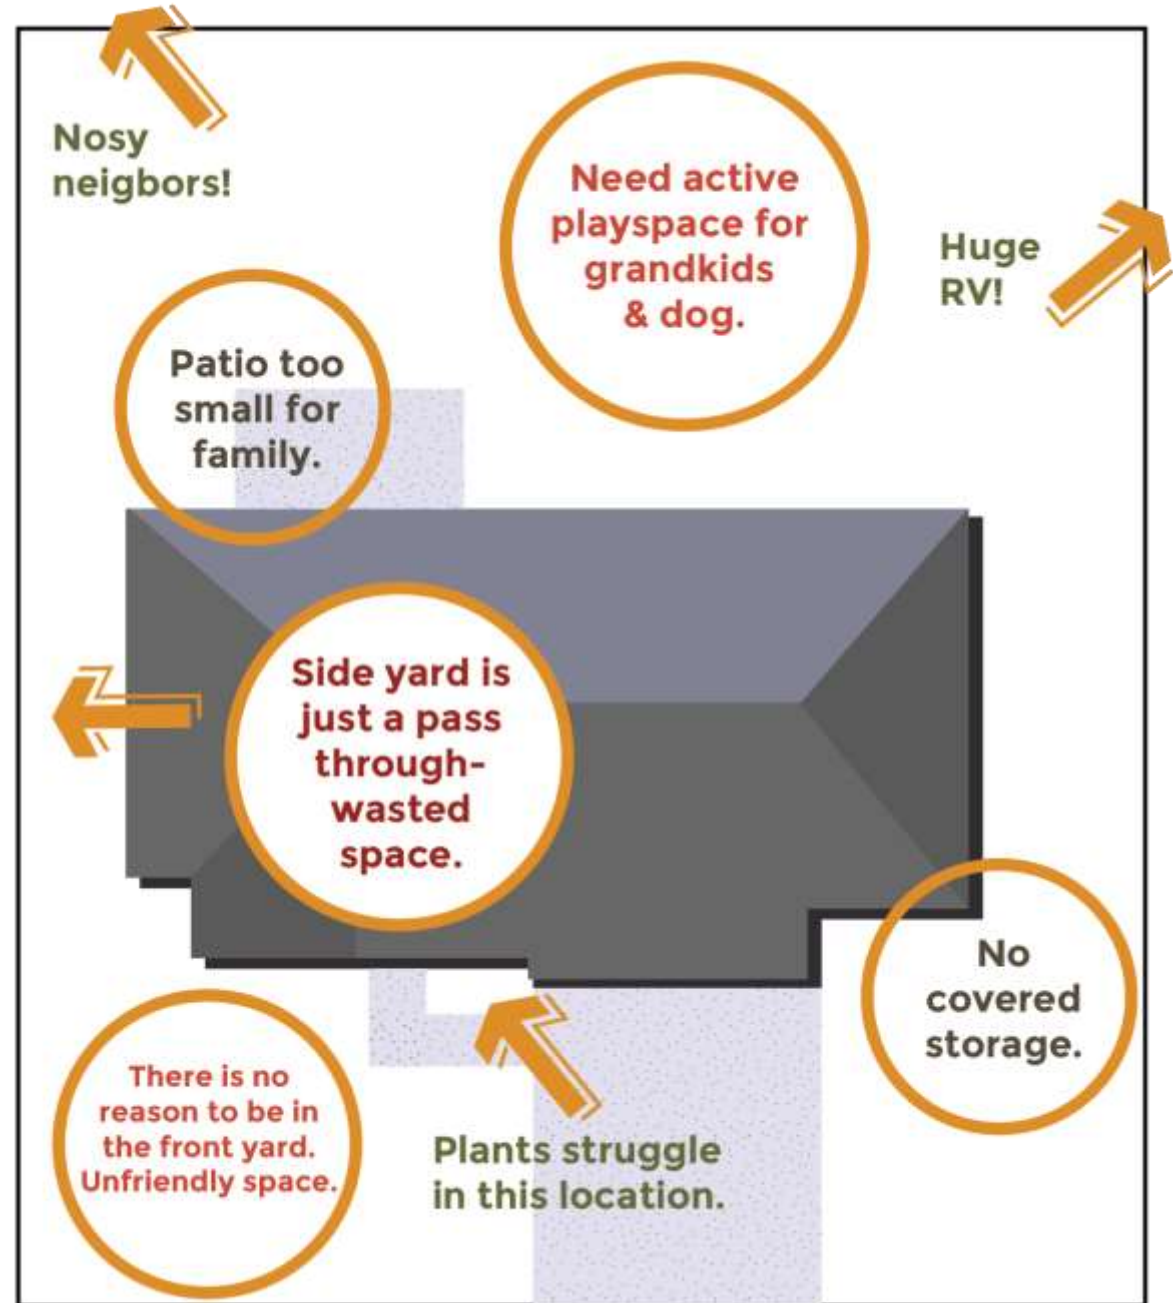 Nosy
neigbors!
Need active
playspace for
grandkids
& dog.
Huge
RV!
Patio too
small for
family.
Side yard is
just a pass
through-
wasted
space.
No
covered
storage.
There is no
reason to be in
the front yard.
Unfriendly space.
Plants struggle
in this location.